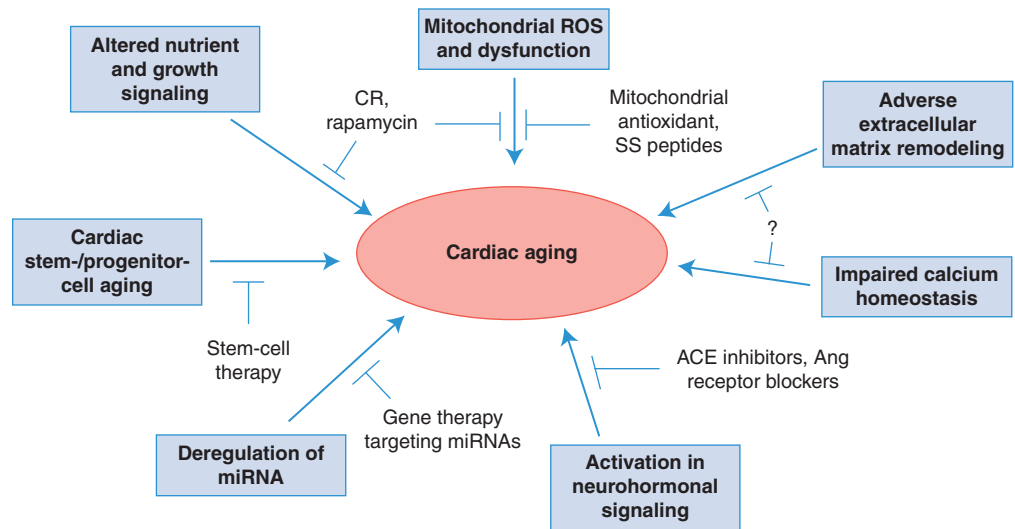 Altered nutrient
and growth
signaling
Mitochondrial ROS
and dysfunction
CR,
rapamycin
Mitochondrial
antioxidant,
SS peptides
Adverse
extracellular
matrix remodeling
Cardiac
stem-/progenitor-
cell aging
Cardiac aging
?
Impaired calcium
homeostasis
Stem-cell
therapy
ACE inhibitors, Ang
receptor blockers
Gene therapy
targeting miRNAs
Deregulation of
miRNA
Activation in
neurohormonal
signaling